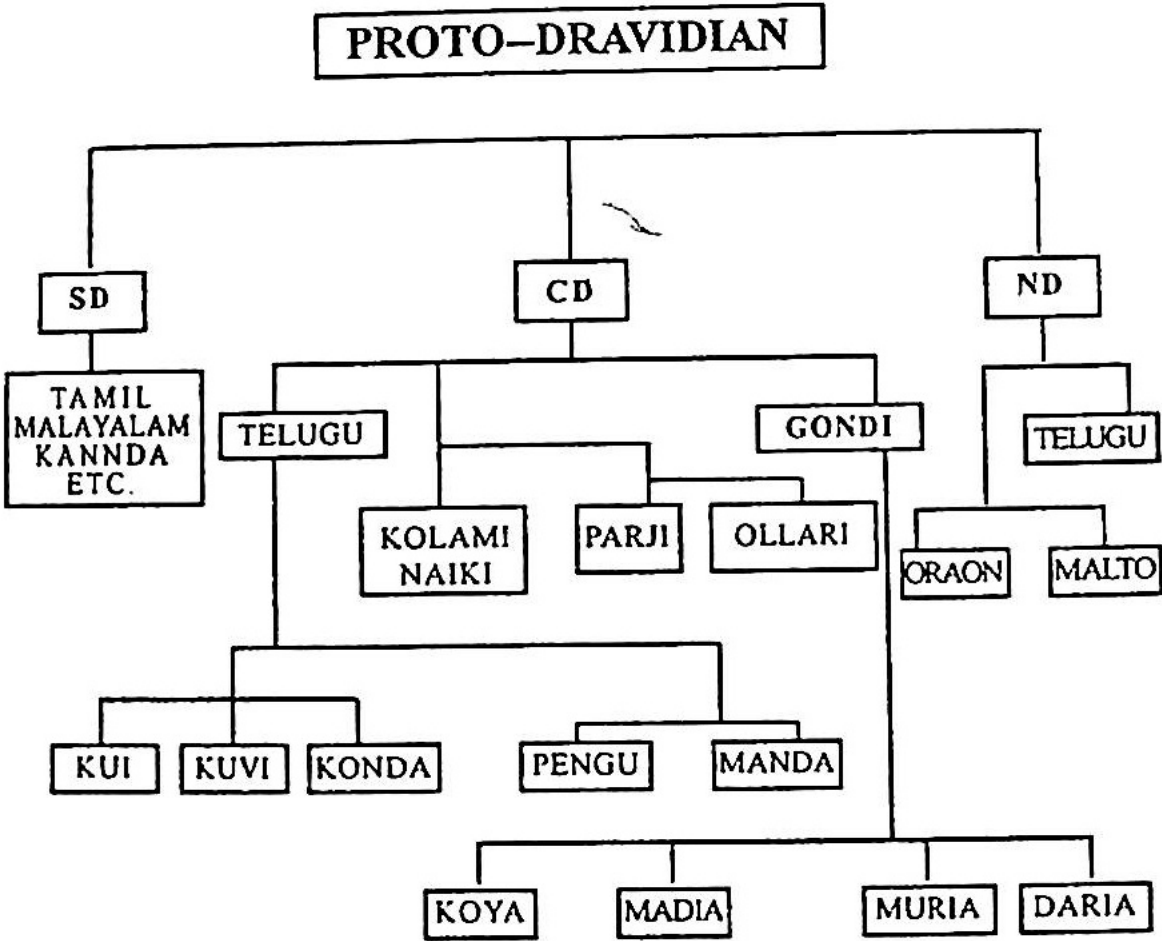 PROTO–DRAVIDIAN
SD
CD
ND
TAMIL
MALAYALAM
KANNDA
ETC.
TELUGU
GONDI
TELUGU
KOLAMI
NAIKI
PARJI
OLLARI
ORAON
MALTO
KUI
KUVI
KONDA
PENGU
MANDA
KOYA
MADIA
MURIA
DARIA